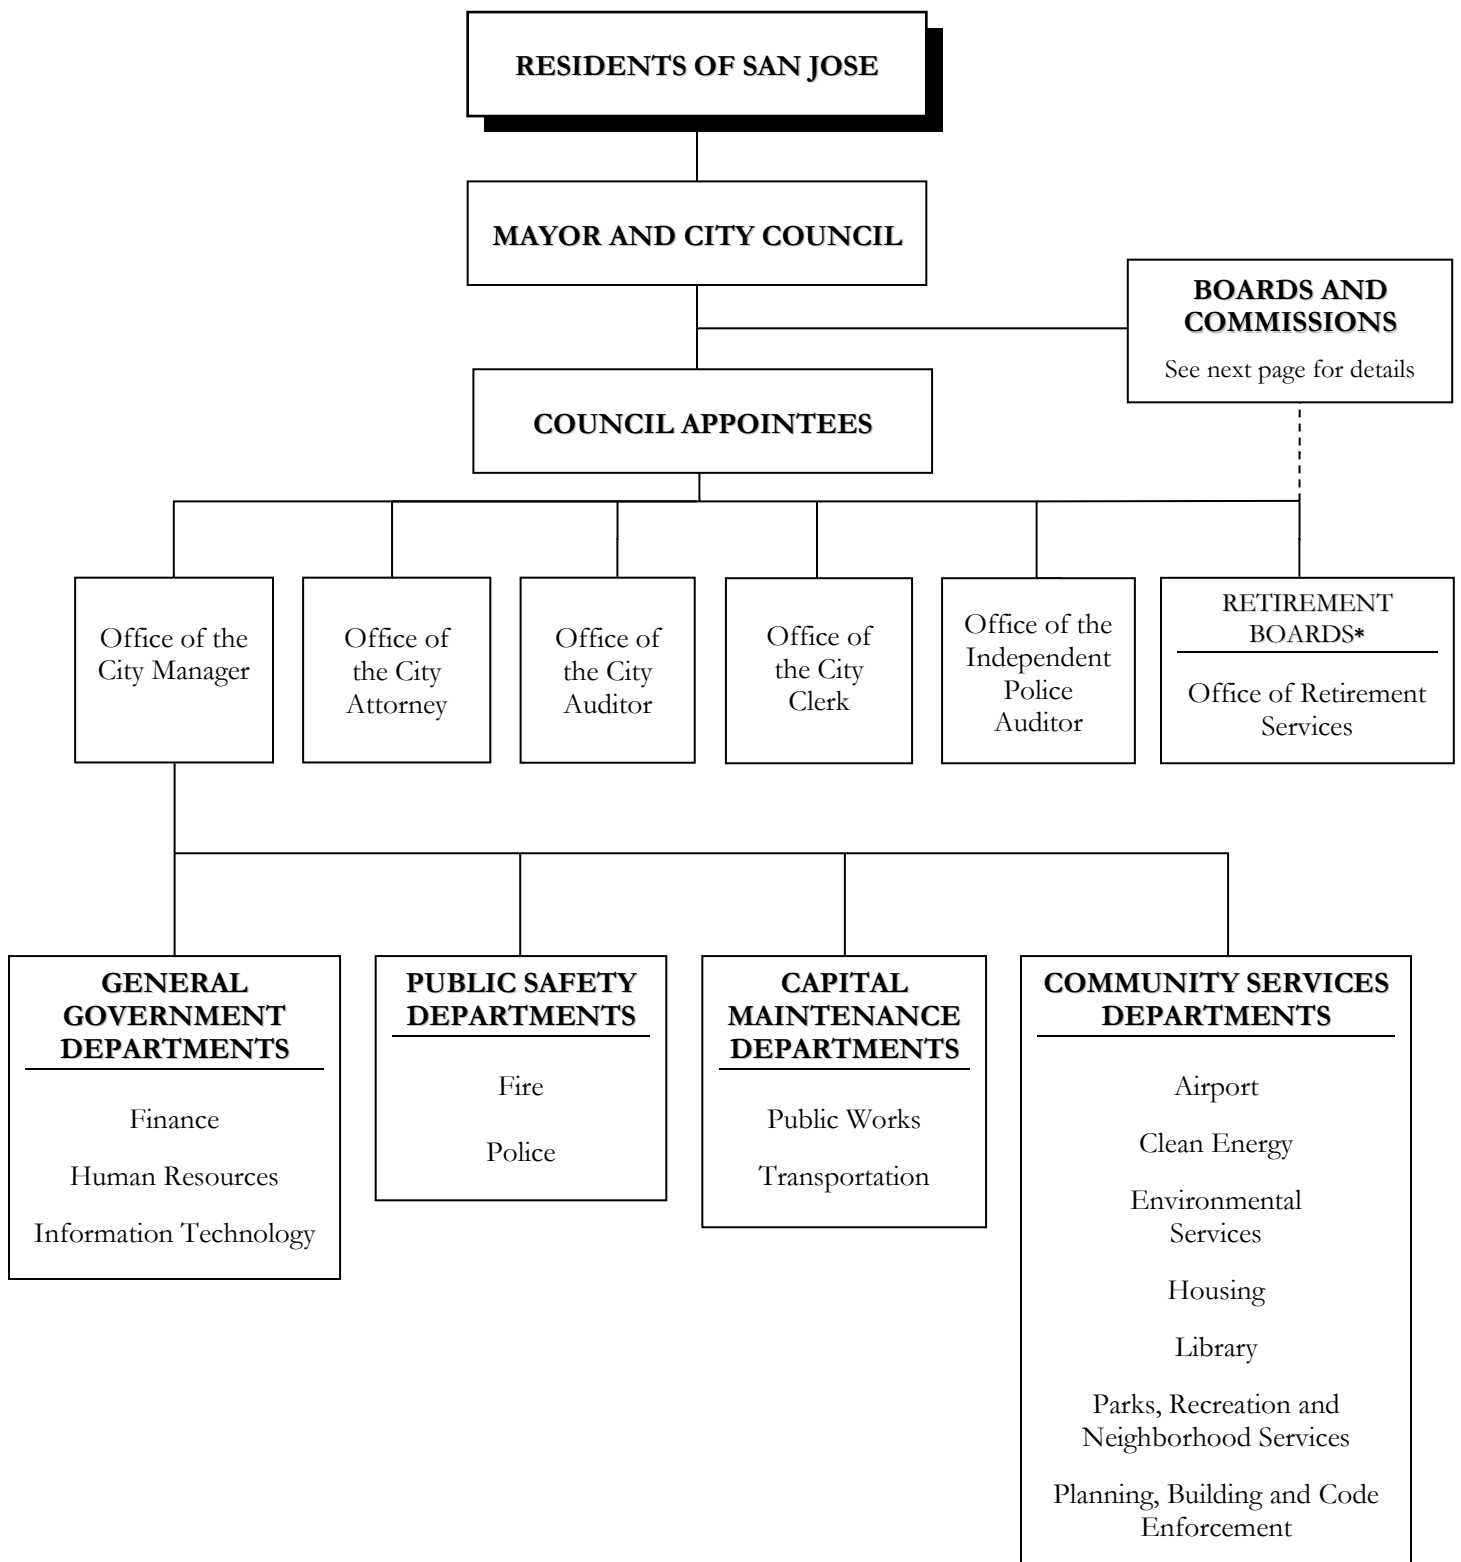 RESIDENTS OF SAN JOSE
MAYOR AND CITY COUNCIL
BOARDS AND
COMMISSIONS
See next page for details
COUNCIL APPOINTEES
Office of the
City Manager
Office of
the City
Attorney
Office of
the City
Auditor
Office of
the City
Clerk
Office of the
Independent
Police
Auditor
RETIREMENT
BOARDS*
Office of Retirement
Services
GENERAL
GOVERNMENT
DEPARTMENTS
Finance
Human Resources
Information Technology
PUBLIC SAFETY
DEPARTMENTS
Fire
Police
CAPITAL
MAINTENANCE
DEPARTMENTS
Public Works
Transportation
COMMUNITY SERVICES
DEPARTMENTS
Airport
Clean Energy
Environmental
Services
Housing
Library
Parks, Recreation and
Neighborhood Services
Planning, Building and Code
Enforcement